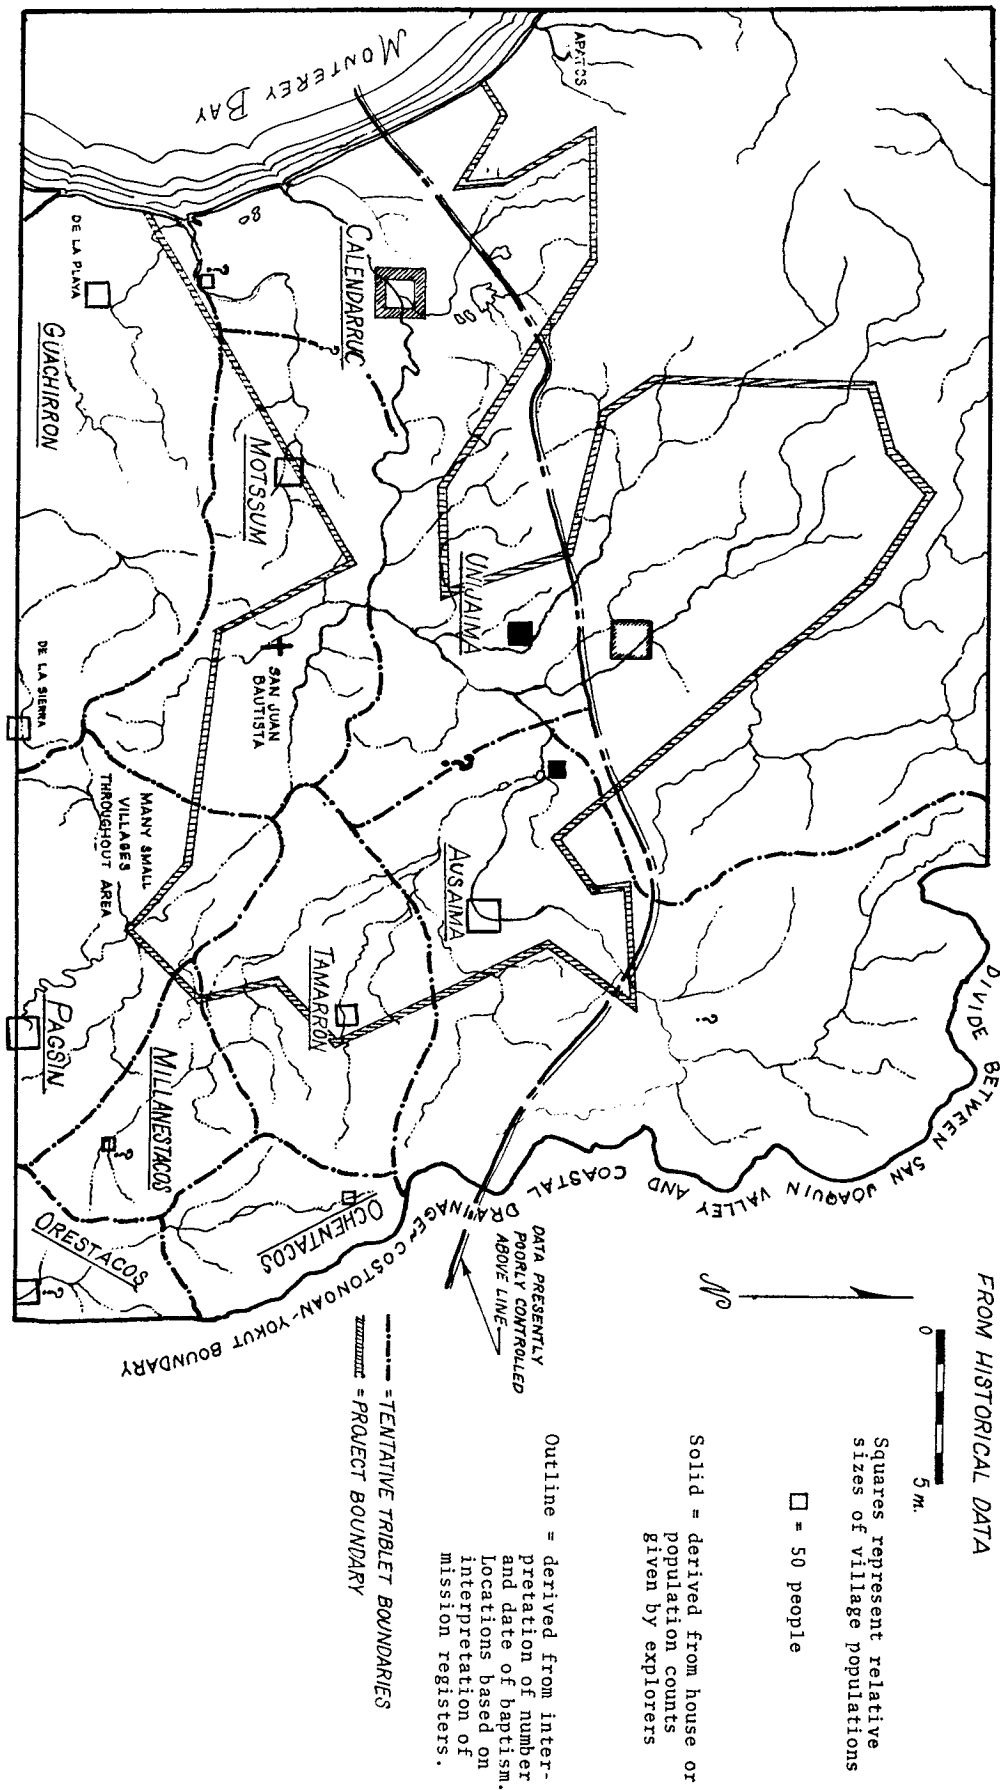 FROM HISTORICAL DATA
0
5 m.
Squares represent relative
sizes of village populations
= 50 people
Solid = derived from house or
population counts
given by explorers
Outline = derived from inter-
pretation of number
and date of baptism.
Locations based on
interpretation of
mission registers.
= TENTATIVE TRIBLET BOUNDARIES
= PROJECT BOUNDARY
N
DATA PRESENTLY
POORLY CONTROLLED
ABOVE LINE
DIVIDE BETWEEN SAN JOAQUIN VALLEY AND COASTAL DRAINAGE
COSTONOAN-YOKUT BOUNDARY
APATOS
MONTEREY BAY
80
CALENDARRUC
?
?
DE LA PLAYA
GUACHIRRON
MOTSSUM
UNIJAIMA
SAN JUAN
BAUTISTA
DE LA SIERRA
?
MANY SMALL
VILLAGES
THROUGHOUT AREA
AUSAIMA
TAMARRON
?
PAGSIN
MILLANESTACOS
?
OCHENTACOS
ORESTACOS
?